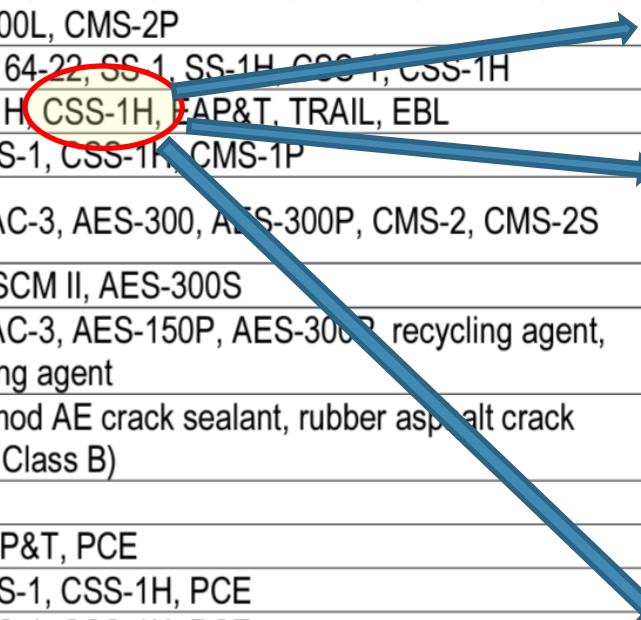 00L, CMS-2P
64-22, SS-1, SS-1H, CSS-1, CSS-1H
H, CSS-1H, EAP&T, TRAIL, EBL
S-1, CSS-1H, CMS-1P
AC-3, AES-300, AES-300P, CMS-2, CMS-2S
SCM II, AES-300S
AC-3, AES-150P, AES-300P, recycling agent,
ng agent
mod AE crack sealant, rubber asphalt crack
Class B)
P&T, PCE
S-1, CSS-1H, PCE